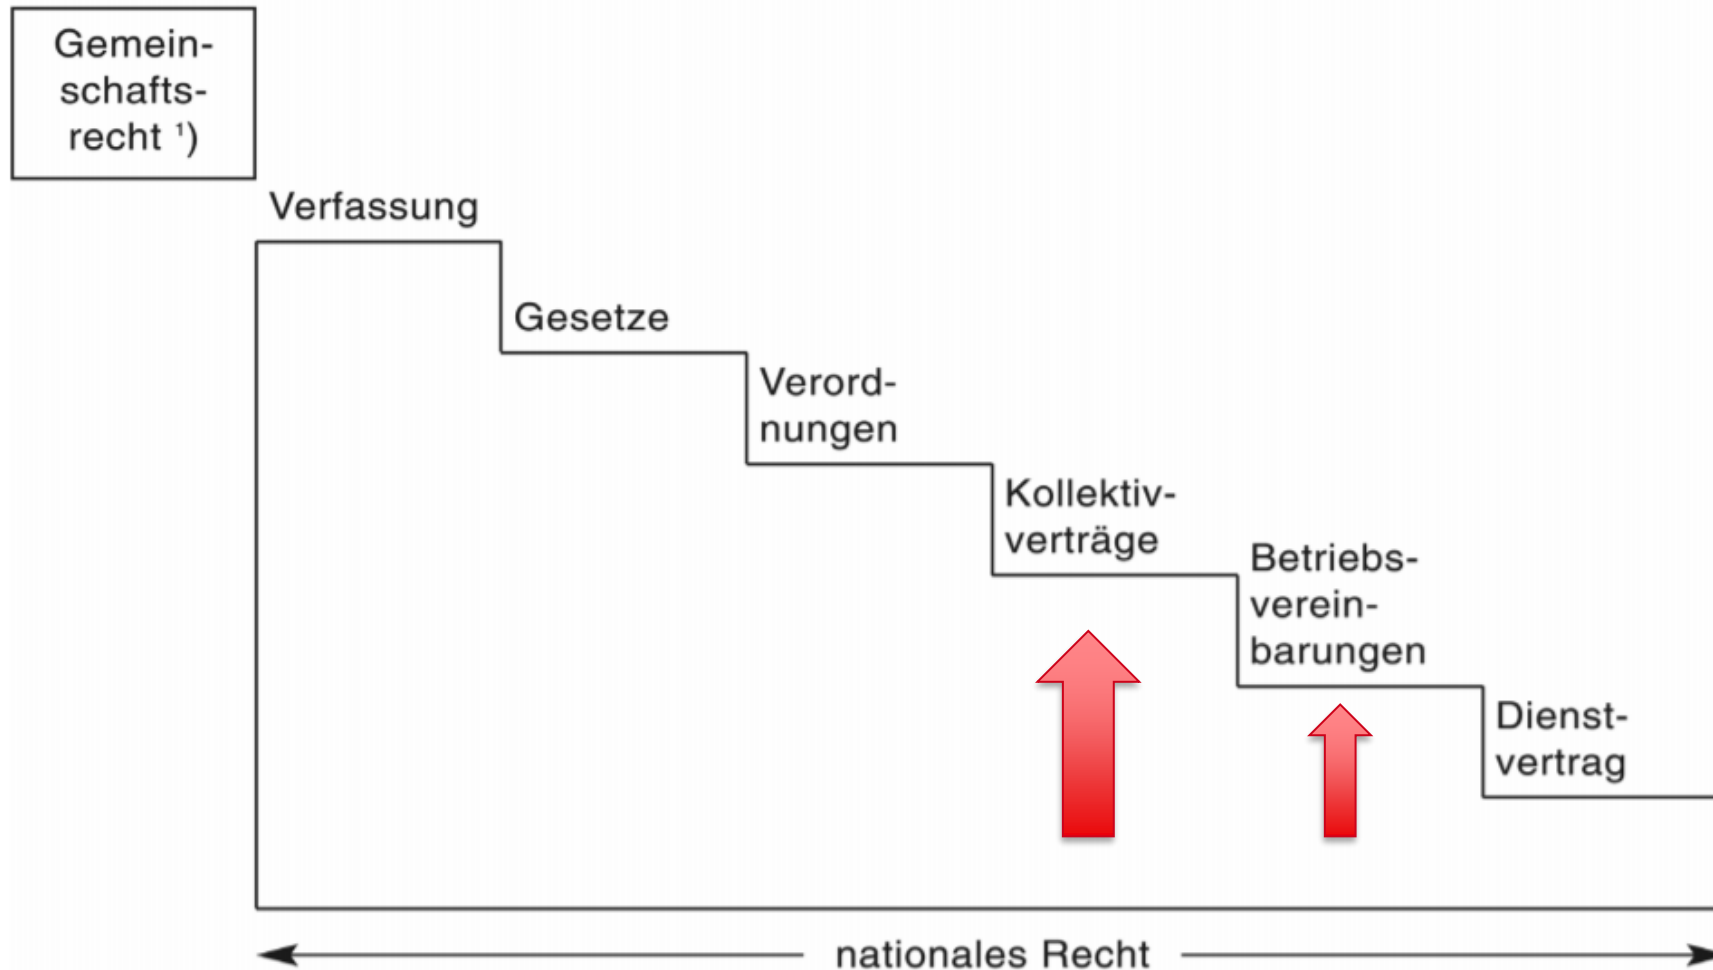 Gemein-
schafts-
recht ¹)
Verfassung
Gesetze
Verord-
nungen
Kollektiv-
verträge
Betriebs-
verein-
barungen
Dienst-
vertrag
nationales Recht